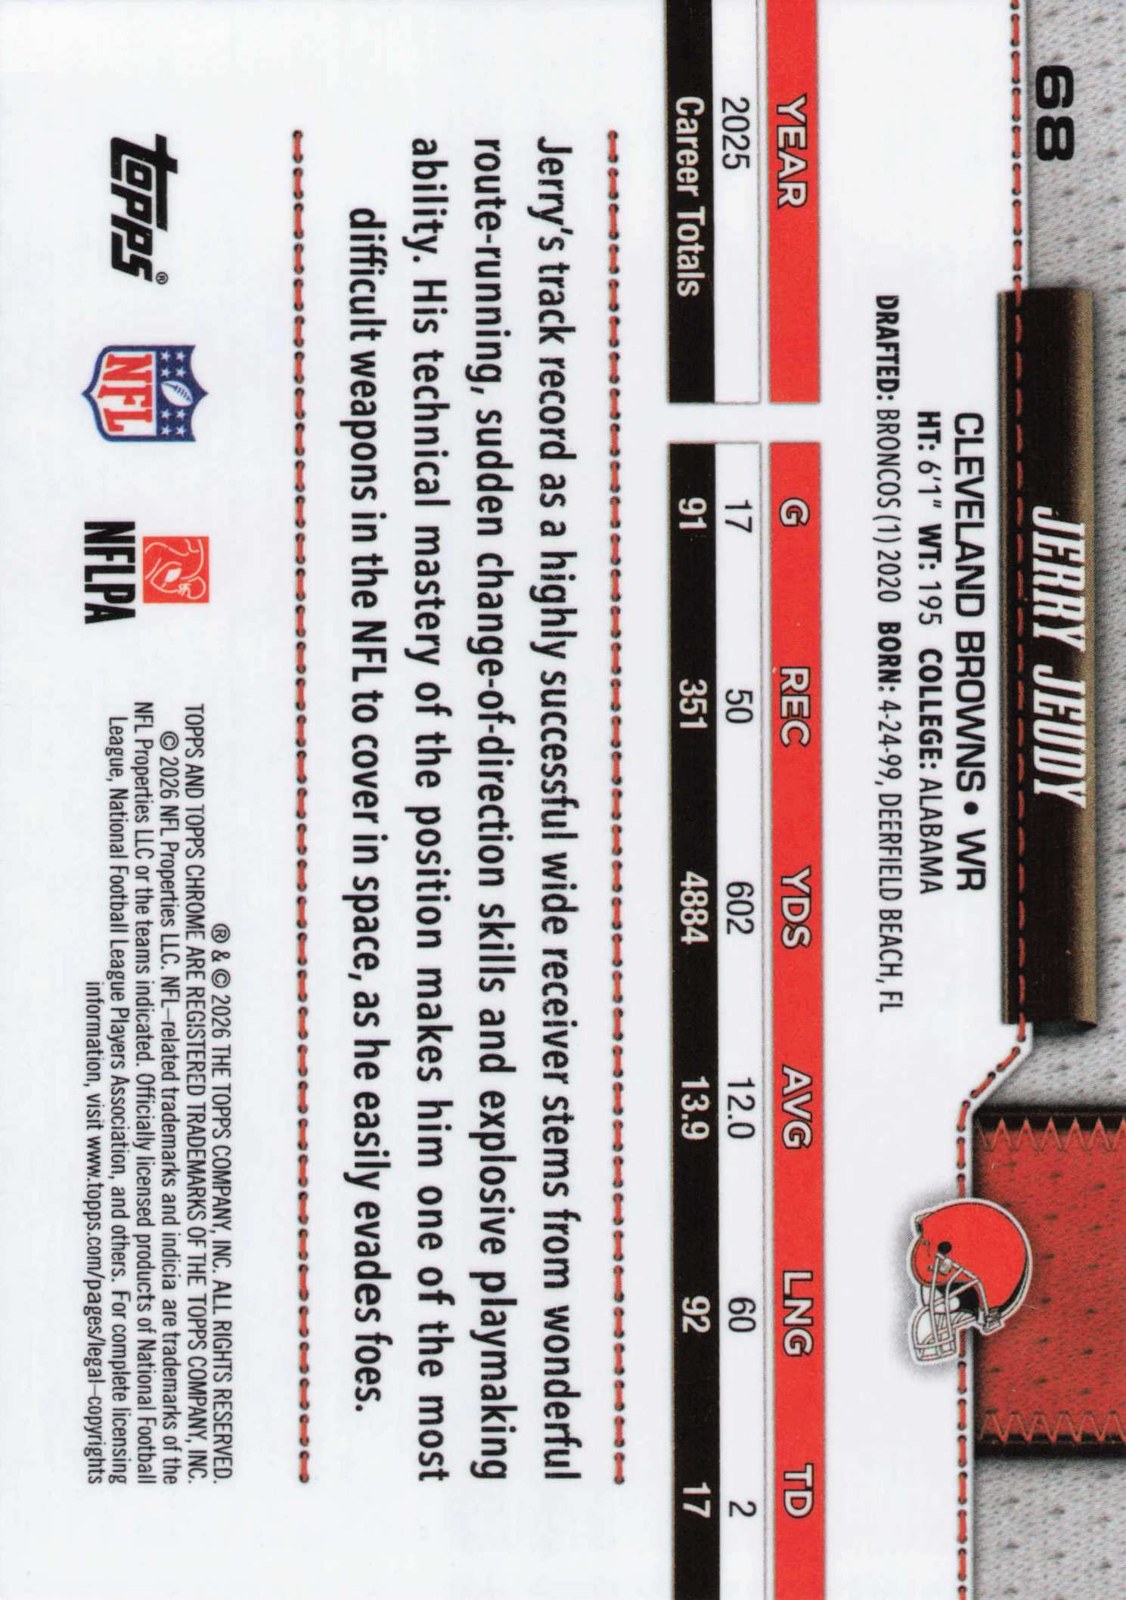 68
JERRY JEUDY
CLEVELAND BROWNS • WR
HT: 6'1" WT: 195 COLLEGE: ALABAMA
DRAFTED: BRONCOS (1) 2020 BORN: 4-24-99, DEERFIELD BEACH, FL
YEAR G REC YDS AVG LNG TD
2025 17 50 602 12.0 60 2
Career Totals 91 351 4884 13.9 92 17
Jerry's track record as a highly successful wide receiver stems from wonderful
route-running, sudden change-of-direction skills and explosive playmaking
ability. His technical mastery of the position makes him one of the most
difficult weapons in the NFL to cover in space, as he easily evades foes.
topps®
NFL
NFLPA
® & © 2026 THE TOPPS COMPANY, INC. ALL RIGHTS RESERVED.
TOPPS AND TOPPS CHROME ARE REGISTERED TRADEMARKS OF THE TOPPS COMPANY, INC.
© 2026 NFL Properties LLC. NFL-related trademarks and indicia are trademarks of the
NFL Properties LLC or the teams indicated. Officially licensed products of National Football
League, National Football League Players Association, and others. For complete licensing
information, visit www.topps.com/pages/legal-copyrights